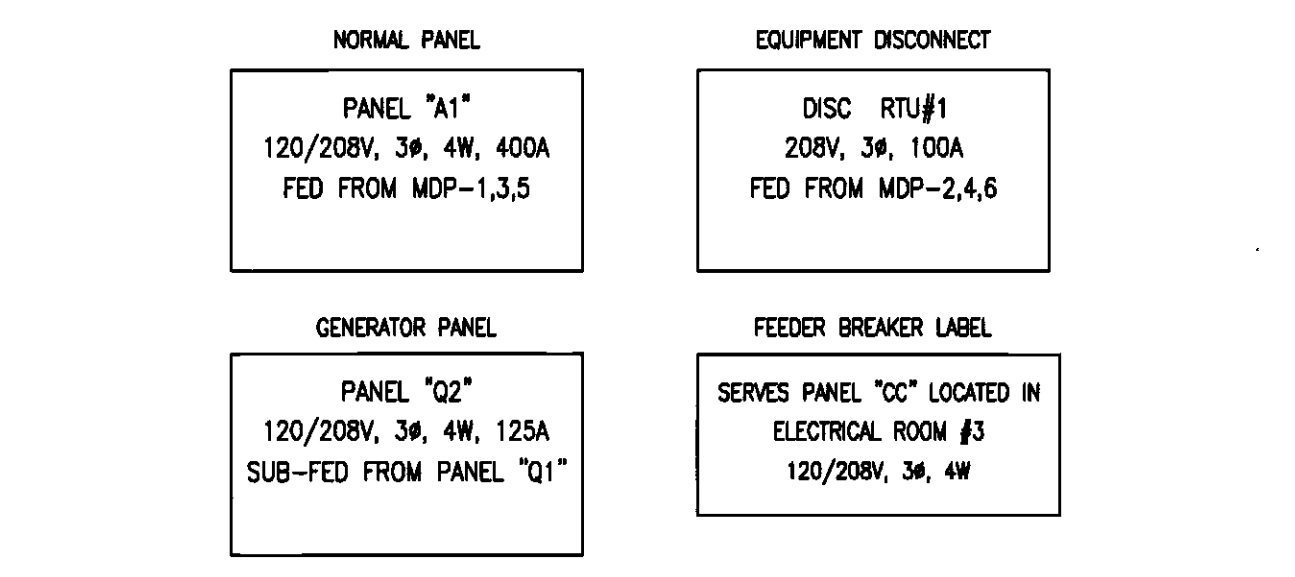 NORMAL PANEL
PANEL "A1"
120/208V, 3ø, 4W, 400A
FED FROM MDP-1,3,5
EQUIPMENT DISCONNECT
DISC RTU#1
208V, 3ø, 100A
FED FROM MDP-2,4,6
GENERATOR PANEL
PANEL "Q2"
120/208V, 3ø, 4W, 125A
SUB-FED FROM PANEL "Q1"
FEEDER BREAKER LABEL
SERVES PANEL "CC" LOCATED IN
ELECTRICAL ROOM #3
120/208V, 3ø, 4W